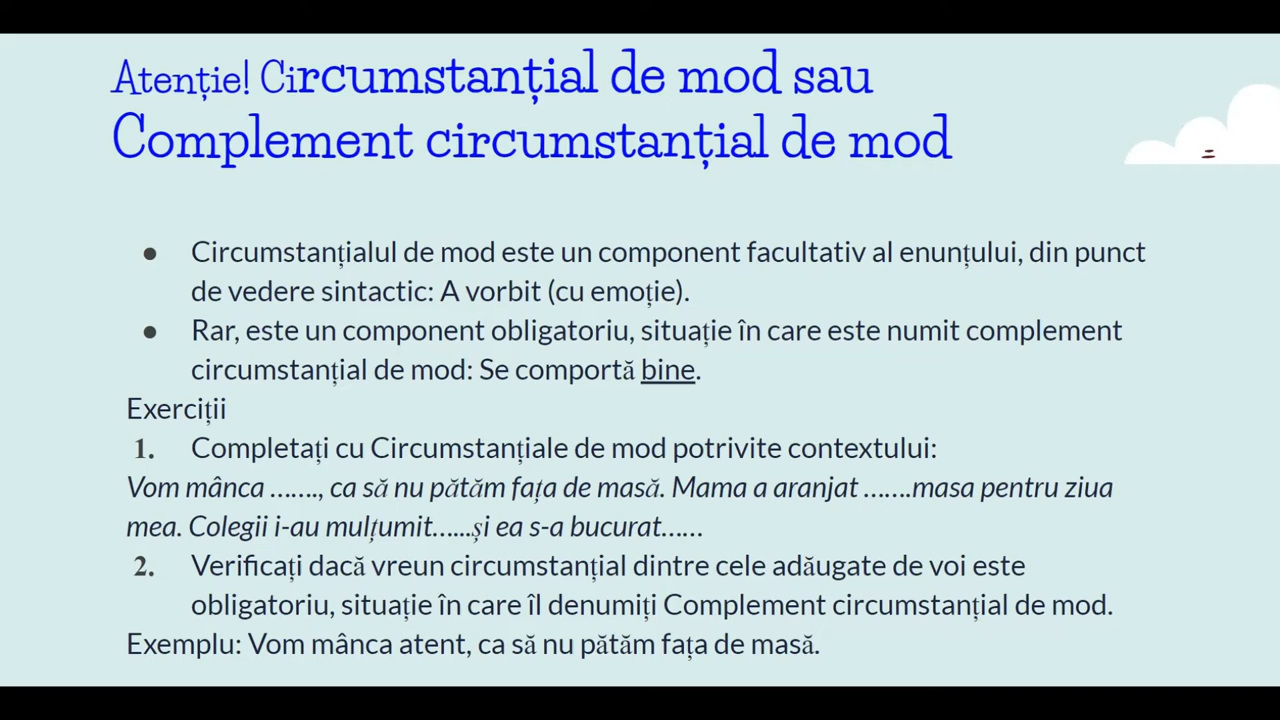 Atenție! Circumstanțial de mod sau
Complement circumstanțial de mod
● Circumstanțialul de mod este un component facultativ al enunțului, din punct
de vedere sintactic: A vorbit (cu emoție).
● Rar, este un component obligatoriu, situație în care este numit complement
circumstanțial de mod: Se comportă bine.
Exerciții
1. Completați cu Circumstanțiale de mod potrivite contextului:
Vom mânca ……., ca să nu pătăm fața de masă. Mama a aranjat …….masa pentru ziua
mea. Colegii i-au mulțumit…...și ea s-a bucurat……
2. Verificați dacă vreun circumstanțial dintre cele adăugate de voi este
obligatoriu, situație în care îl denumiți Complement circumstanțial de mod.
Exemplu: Vom mânca atent, ca să nu pătăm fața de masă.